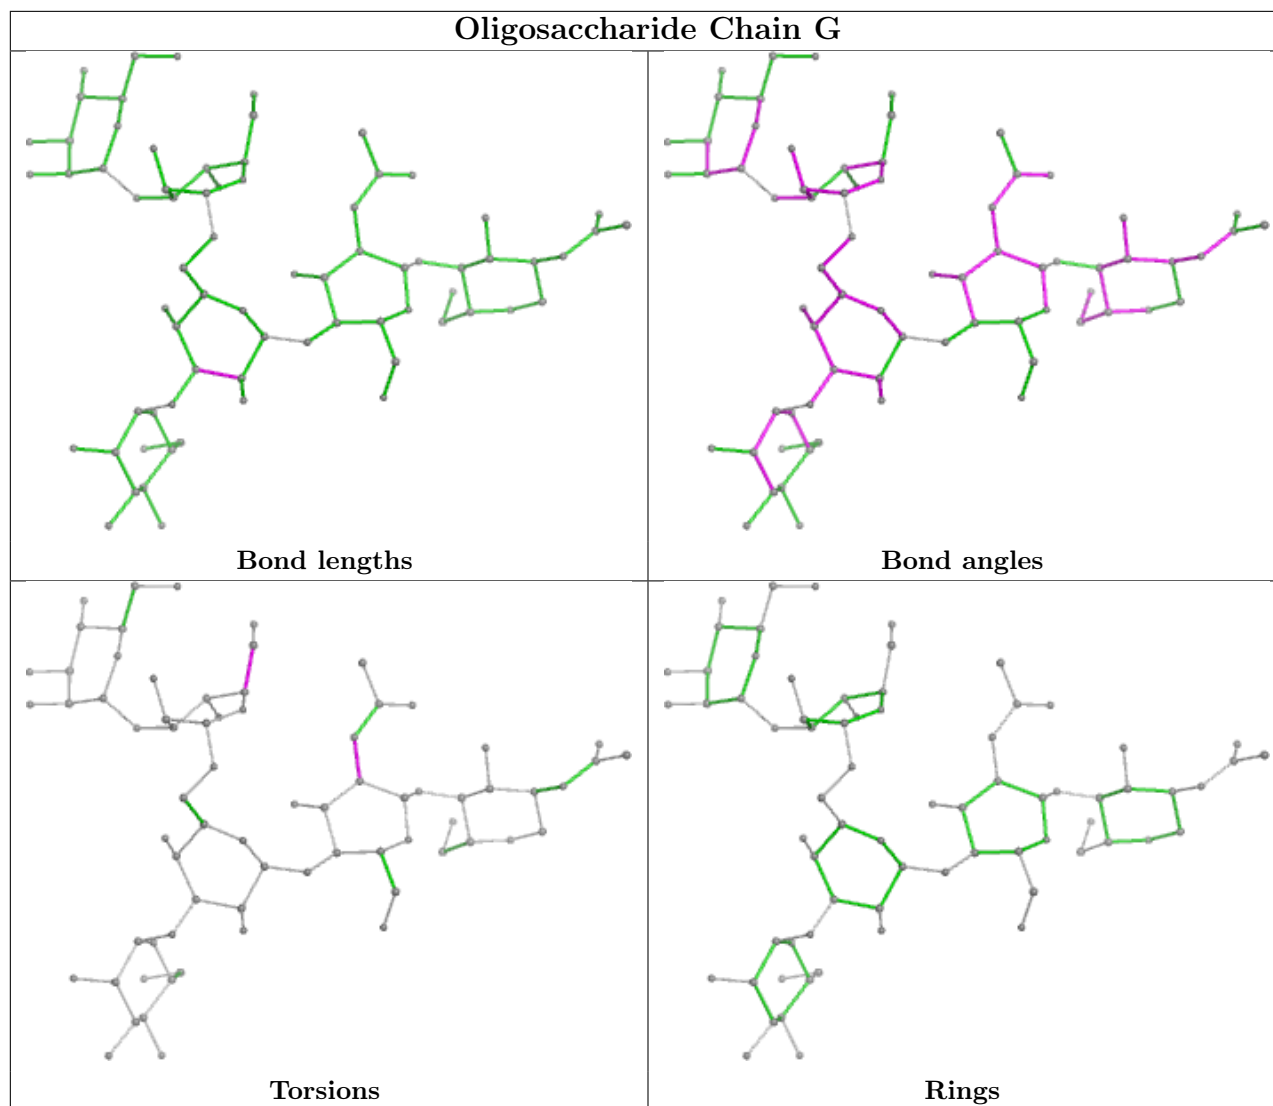 Oligosaccharide Chain G
Bond lengths
Bond angles
Torsions
Rings